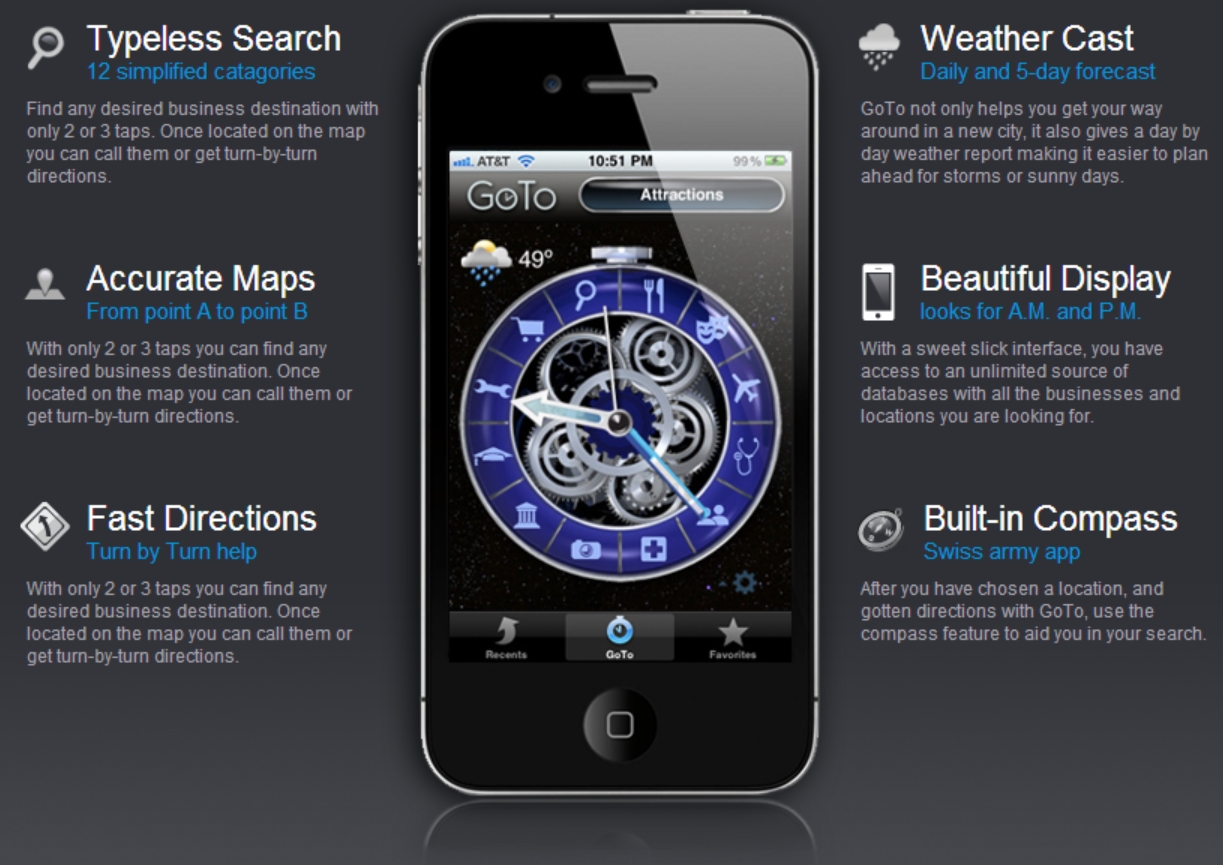 Typeless Search
12 simplified catagories
Find any desired business destination with
only 2 or 3 taps. Once located on the map
you can call them or get turn-by-turn
directions.
Accurate Maps
From point A to point B
With only 2 or 3 taps you can find any
desired business destination. Once
located on the map you can call them or
get turn-by-turn directions.
Fast Directions
Turn by Turn help
With only 2 or 3 taps you can find any
desired business destination. Once
located on the map you can call them or
get turn-by-turn directions.
AT&T 10:51 PM 99%
GoTo Attractions
49º
Recents GoTo Favorites
Weather Cast
Daily and 5-day forecast
GoTo not only helps you get your way
around in a new city, it also gives a day by
day weather report making it easier to plan
ahead for storms or sunny days.
Beautiful Display
looks for A.M. and P.M.
With a sweet slick interface, you have
access to an unlimited source of
databases with all the businesses and
locations you are looking for.
Built-in Compass
Swiss army app
After you have chosen a location, and
gotten directions with GoTo, use the
compass feature to aid you in your search.